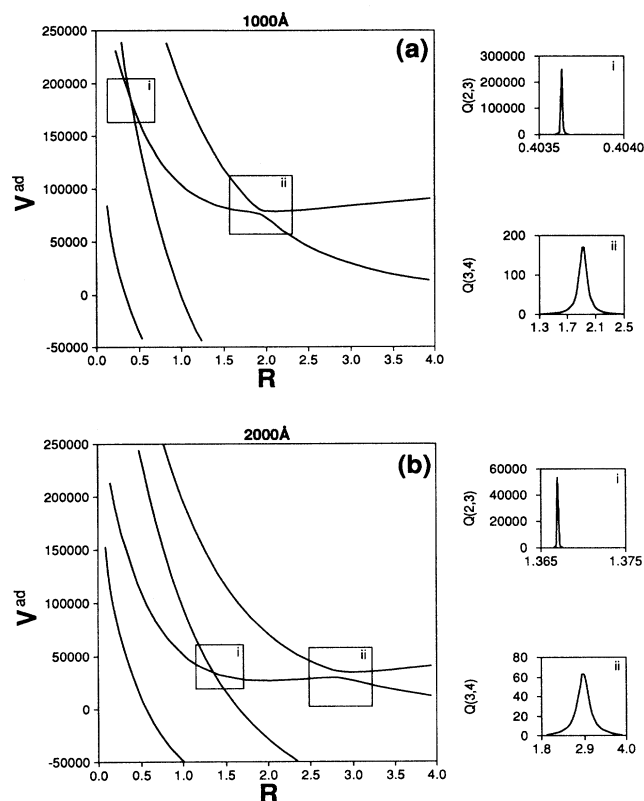 1000Å
(a)
250000
200000
150000
100000
50000
0
-50000
V^ad
i
ii
0.0 0.5 1.0 1.5 2.0 2.5 3.0 3.5 4.0
R
300000
200000
100000
0
Q(2,3)
i
0.4035 0.4040
200
100
0
Q(3,4)
ii
1.3 1.7 2.1 2.5
2000Å
(b)
250000
200000
150000
100000
50000
0
-50000
V^ad
i
ii
0.0 0.5 1.0 1.5 2.0 2.5 3.0 3.5 4.0
R
60000
40000
20000
0
Q(2,3)
i
1.365 1.375
80
60
40
20
0
Q(3,4)
ii
1.8 2.9 4.0